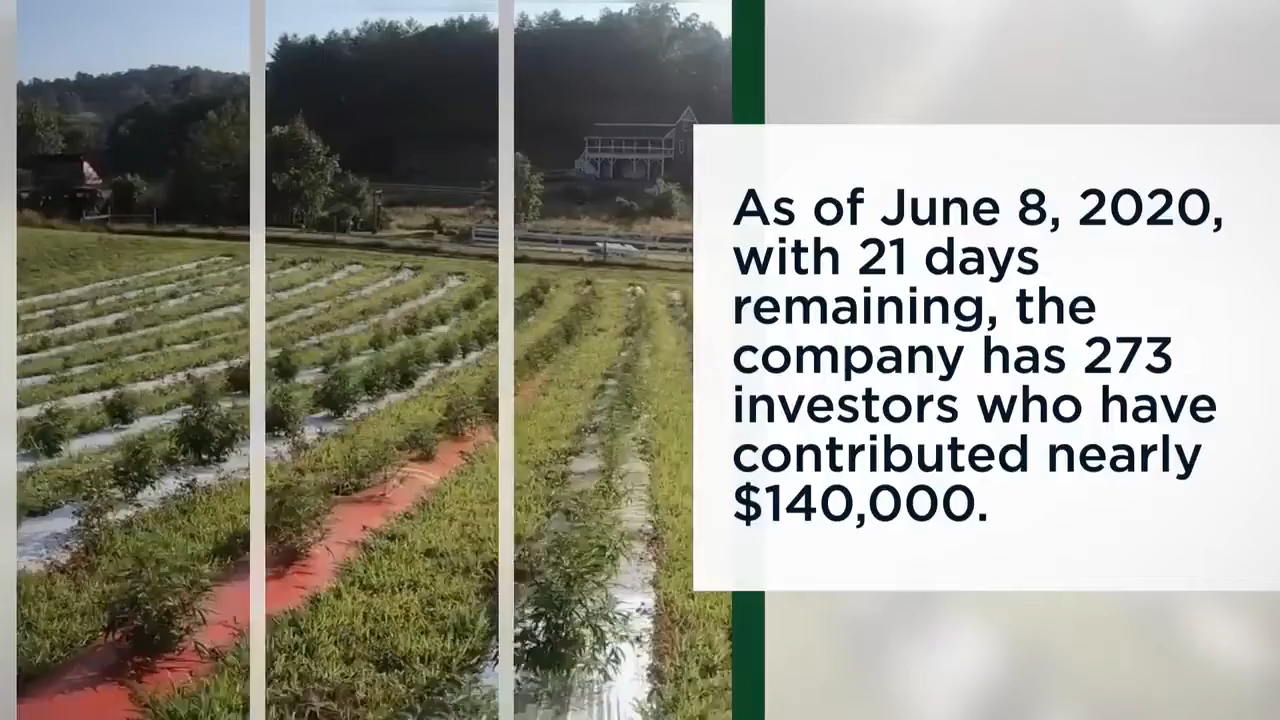 As of June 8, 2020,
with 21 days
remaining, the
company has 273
investors who have
contributed nearly
$140,000.